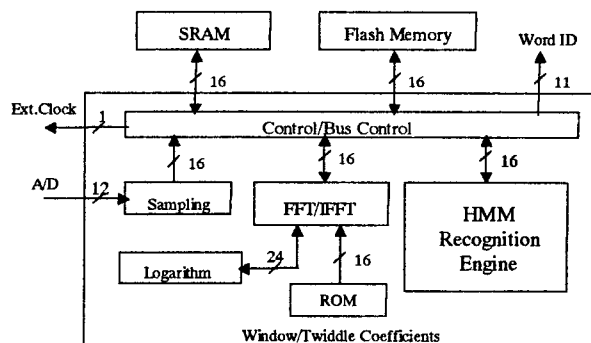 SRAM
Flash Memory
Word ID
16
16
11
Ext.Clock
1
Control/Bus Control
16
16
16
A/D
12
Sampling
FFT/IFFT
HMM
Recognition
Engine
Logarithm
24
16
ROM
Window/Twiddle Coefficients